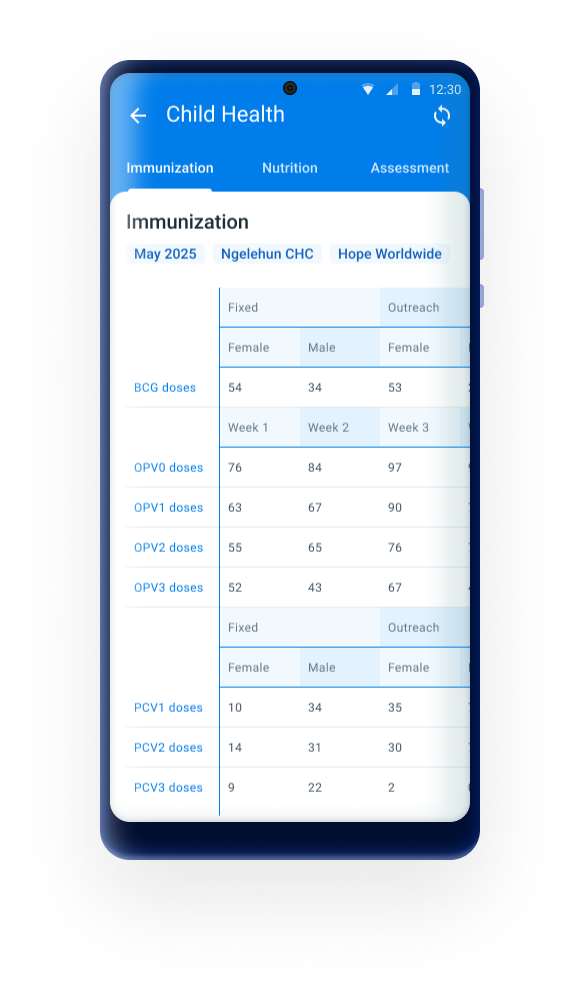 12:30
Child Health
Immunization Nutrition Assessment
Immunization
May 2025 Ngelehun CHC Hope Worldwide
Fixed Outreach
Female Male Female
BCG doses 54 34 53
Week 1 Week 2 Week 3
OPV0 doses 76 84 97
OPV1 doses 63 67 90
OPV2 doses 55 65 76
OPV3 doses 52 43 67
Fixed Outreach
Female Male Female
PCV1 doses 10 34 35
PCV2 doses 14 31 30
PCV3 doses 9 22 2